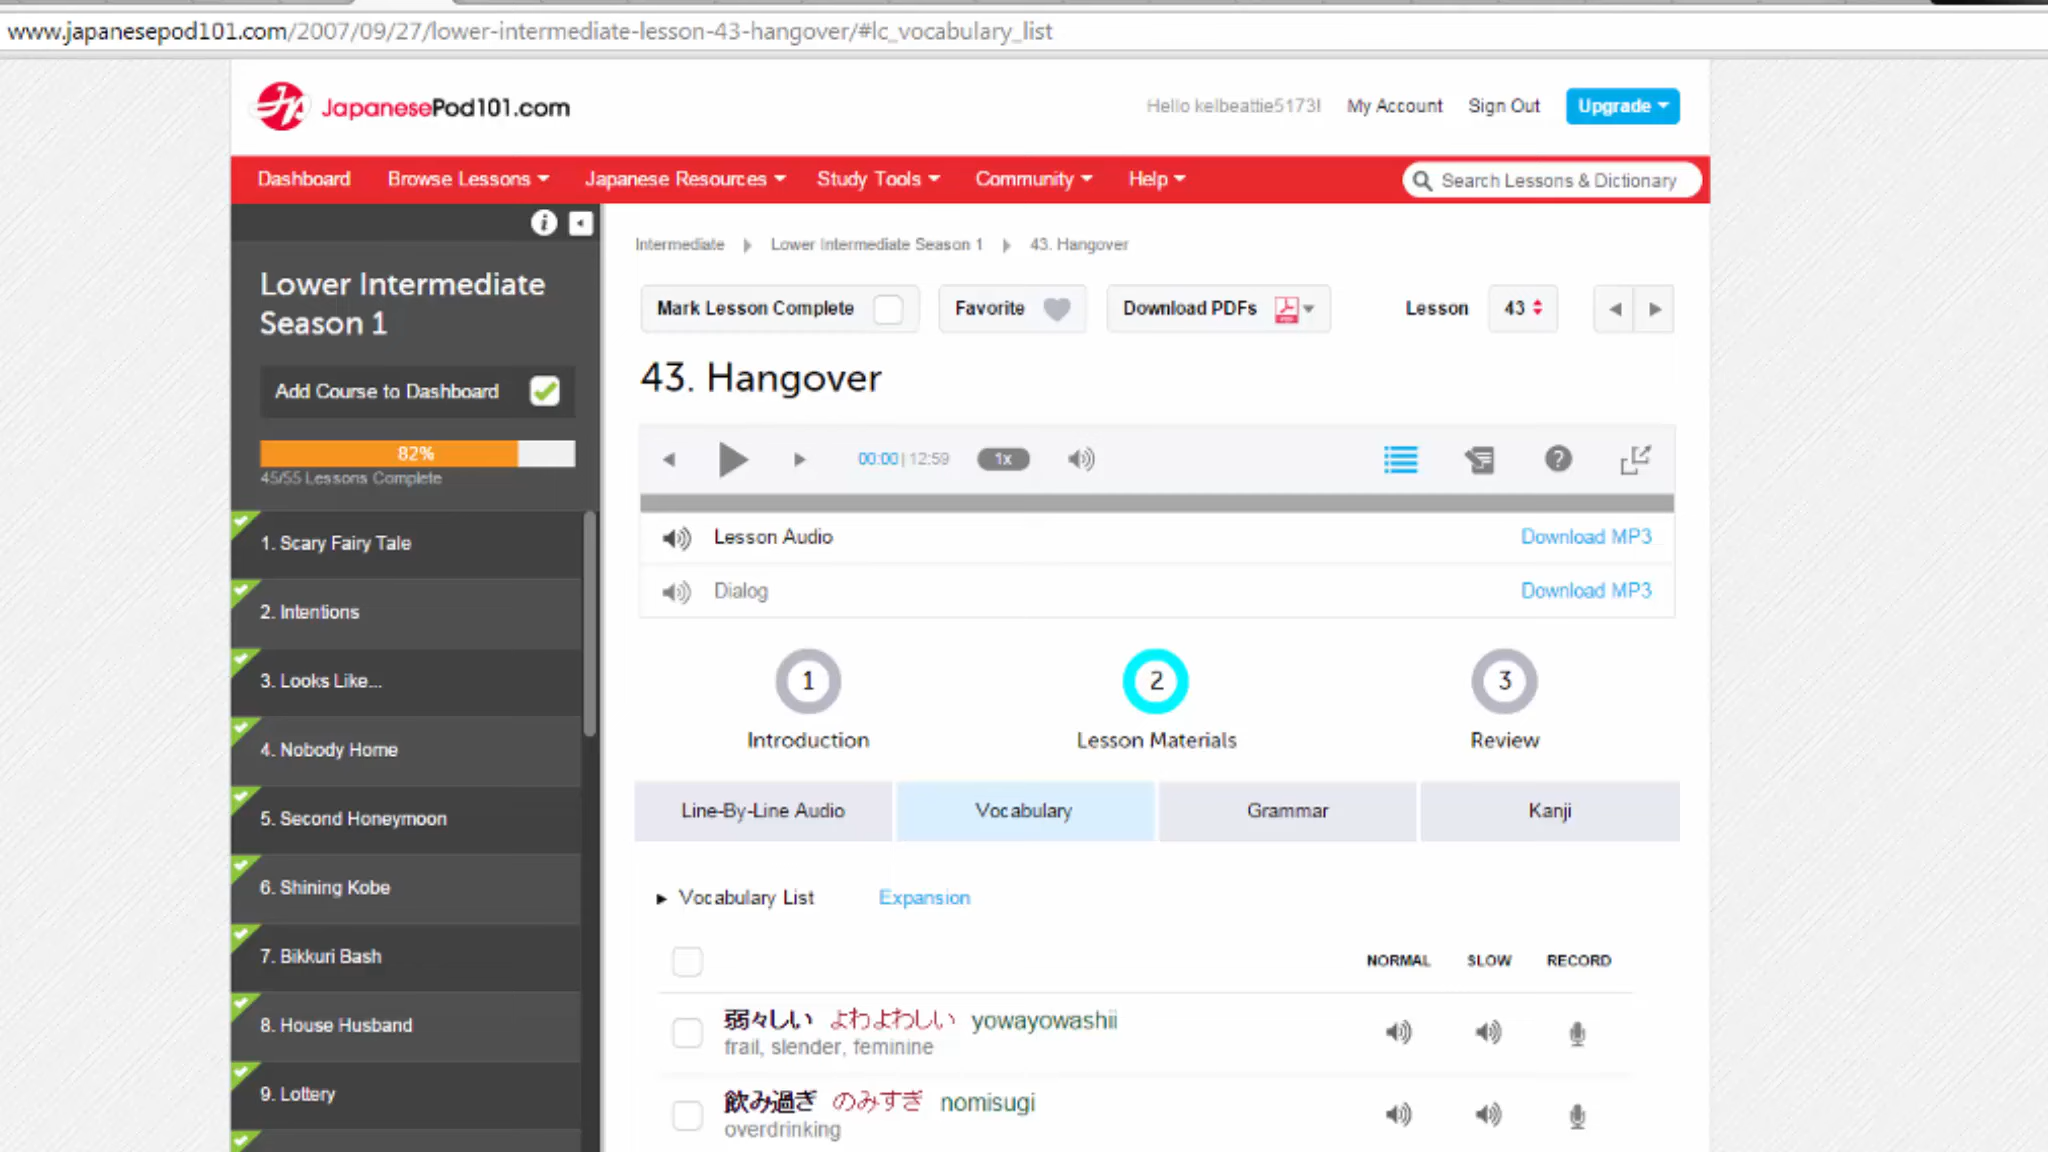 www.japanesepod101.com/2007/09/27/lower-intermediate-lesson-43-hangover/#lc_vocabulary_list
JapanesePod101.com
Hello kelbeattie5173! My Account Sign Out Upgrade
Dashboard Browse Lessons Japanese Resources Study Tools Community Help Search Lessons & Dictionary
Intermediate Lower Intermediate Season 1 43. Hangover
Lower Intermediate
Season 1
Add Course to Dashboard
82%
45/55 Lessons Complete
1. Scary Fairy Tale
2. Intentions
3. Looks Like...
4. Nobody Home
5. Second Honeymoon
6. Shining Kobe
7. Bikkuri Bash
8. House Husband
9. Lottery
Mark Lesson Complete Favorite Download PDFs Lesson 43
43. Hangover
00:00 | 12:59 1x
Lesson Audio Download MP3
Dialog Download MP3
1 2 3
Introduction Lesson Materials Review
Line-By-Line Audio Vocabulary Grammar Kanji
Vocabulary List Expansion
NORMAL SLOW RECORD
弱々しい よわよわしい yowayowashii
frail, slender, feminine
飲み過ぎ のみすぎ nomisugi
overdrinking